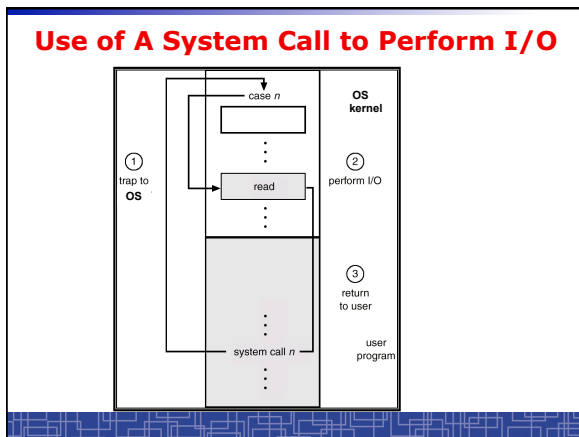 Use of A System Call to Perform I/O
case n
OS
kernel
1
trap to
OS
2
perform I/O
read
3
return
to user
system call n
user
program